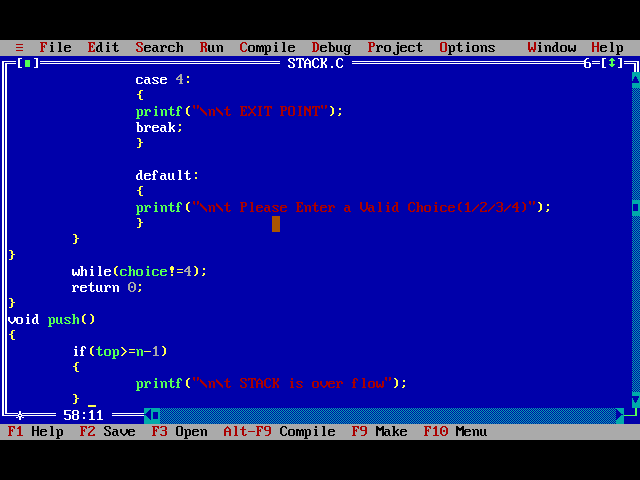 ≡ File Edit Search Run Compile Debug Project Options Window Help
[■] STACK.C 6=[↕]
case 4:
{
printf("\n\t EXIT POINT");
break;
}
default:
{
printf("\n\t Please Enter a Valid Choice(1/2/3/4)");
}
}
}
while(choice!=4);
return 0;
}
void push()
{
if(top>=n-1)
{
printf("\n\t STACK is over flow");
} _
* 58:11
F1 Help F2 Save F3 Open Alt-F9 Compile F9 Make F10 Menu